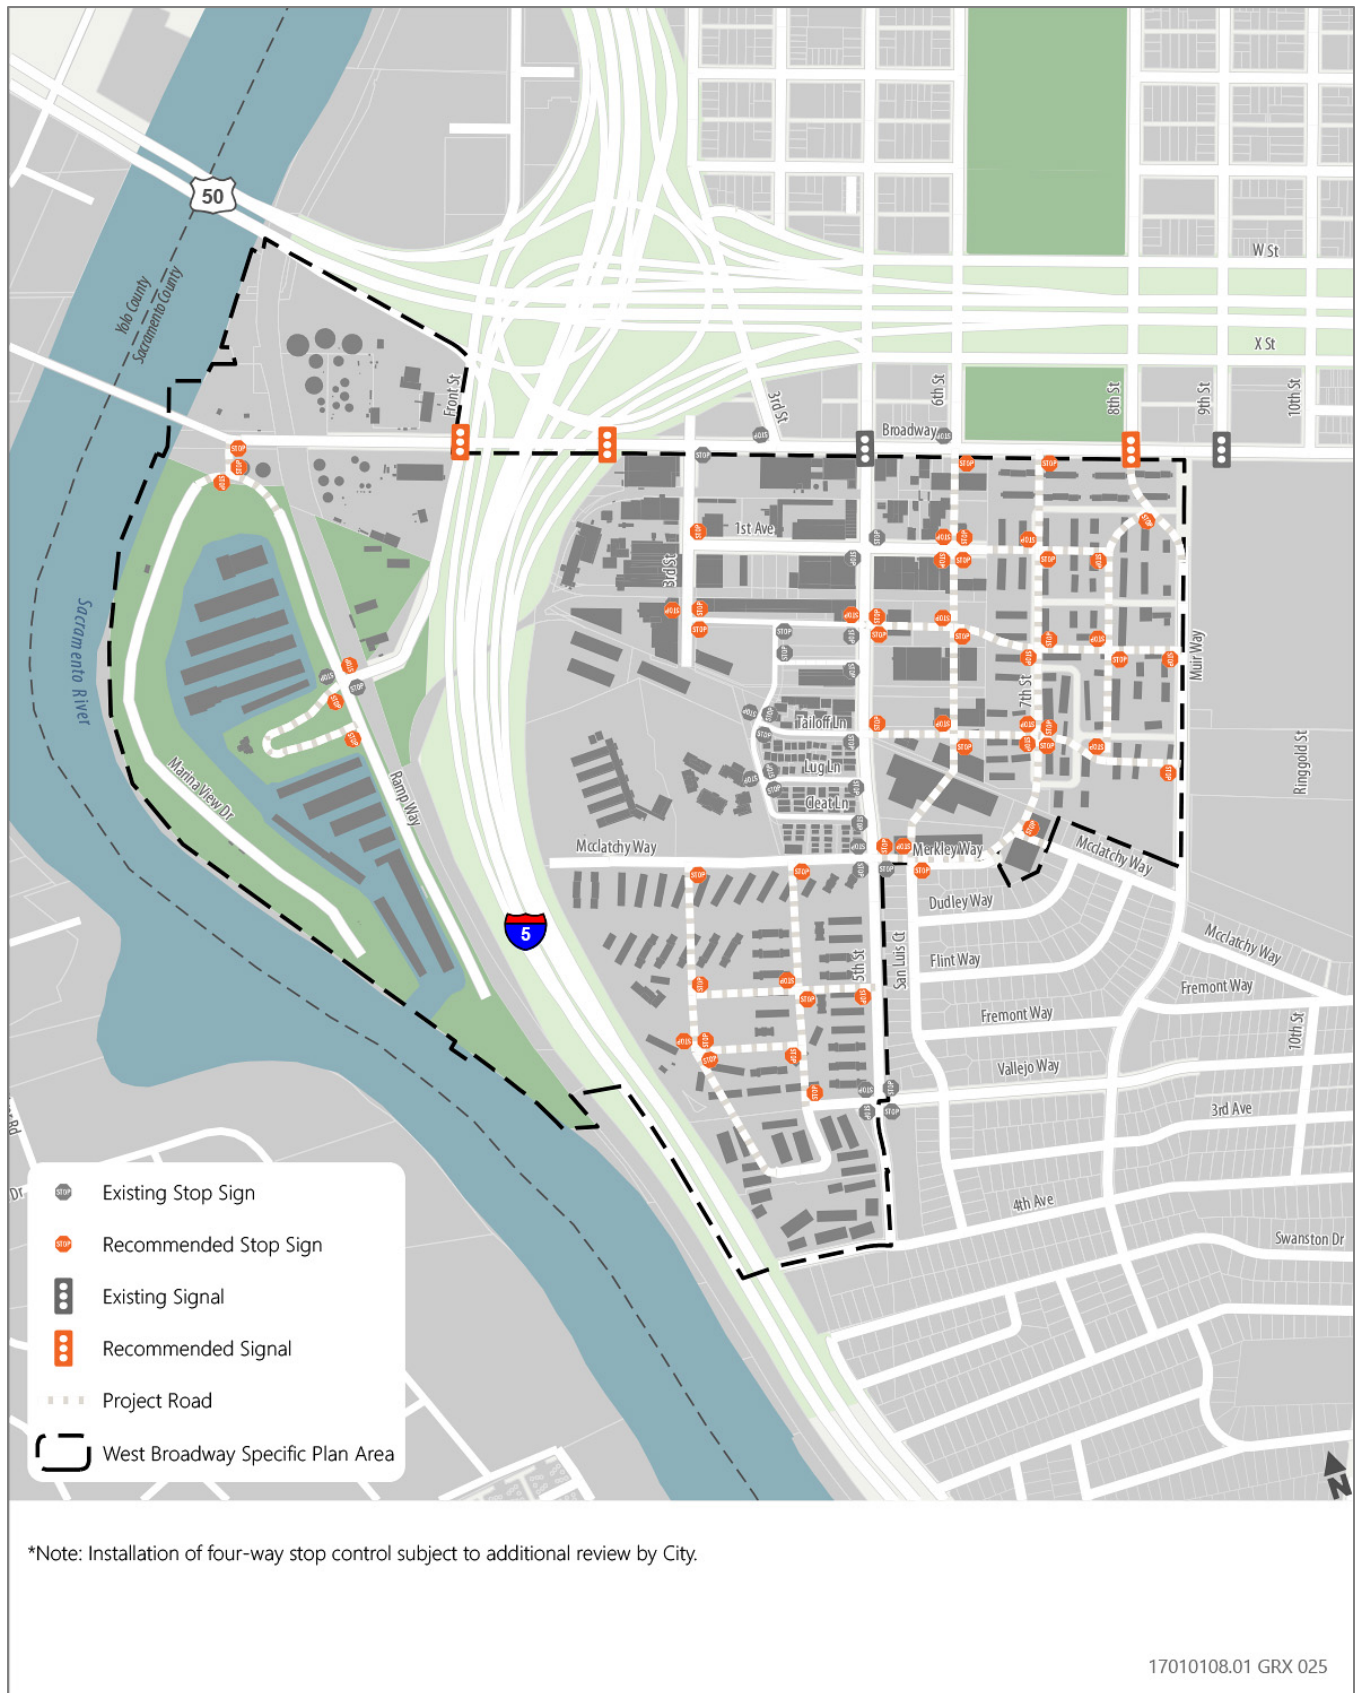 50
W St
Yolo County
Sacramento County
X St
Front St
3rd St
6th St
8th St
9th St
10th St
Broadway
STOP
1st Ave
3rd St
Sacramento River
7th St
Muir Way
Tailoff Ln
Lug Ln
Cleat Ln
Ringgold St
Marina View Dr
Ramp Way
Mcclatchy Way
Merkley Way
Mcclatchy Way
Dudley Way
5
5th St
San Luis Ct
Flint Way
Mcclatchy Way
Fremont Way
Fremont Way
10th St
Vallejo Way
3rd Ave
Rd
Dr
4th Ave
Swanston Dr
STOP Existing Stop Sign
STOP Recommended Stop Sign
Existing Signal
Recommended Signal
Project Road
West Broadway Specific Plan Area
N
*Note: Installation of four-way stop control subject to additional review by City.
17010108.01 GRX 025